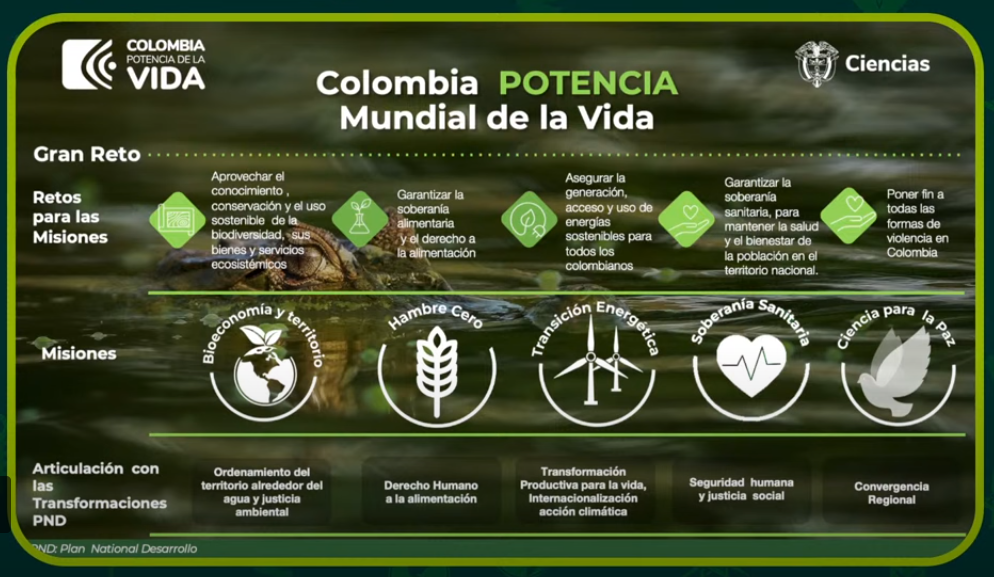 COLOMBIA
POTENCIA DE LA
VIDA
Ciencias
Colombia POTENCIA
Mundial de la Vida
Gran Reto
Retos
para las
Misiones
Aprovechar el
conocimiento ,
conservación y el uso
sostenible de la
biodiversidad, sus
bienes y servicios
ecosistémicos
Garantizar la
soberanía
alimentaria
y el derecho a
la alimentación
Asegurar la
generación,
acceso y uso de
energías
sostenibles para
todos los
colombianos
Garantizar la
soberanía
sanitaria, para
mantener la salud
y el bienestar de
la población en el
territorio nacional.
Poner fin a
todas las
formas de
violencia en
Colombia
Misiones
Bioeconomía y territorio
Hambre Cero
Transición Energética
Soberanía Sanitaria
Ciencia para la Paz
Articulación con
las
Transformaciones
PND
Ordenamiento del
territorio alrededor del
agua y justicia
ambiental
Derecho Humano
a la alimentación
Transformación
Productiva para la vida,
Internacionalización
acción climática
Seguridad humana
y justicia social
Convergencia
Regional
PND: Plan National Desarrollo